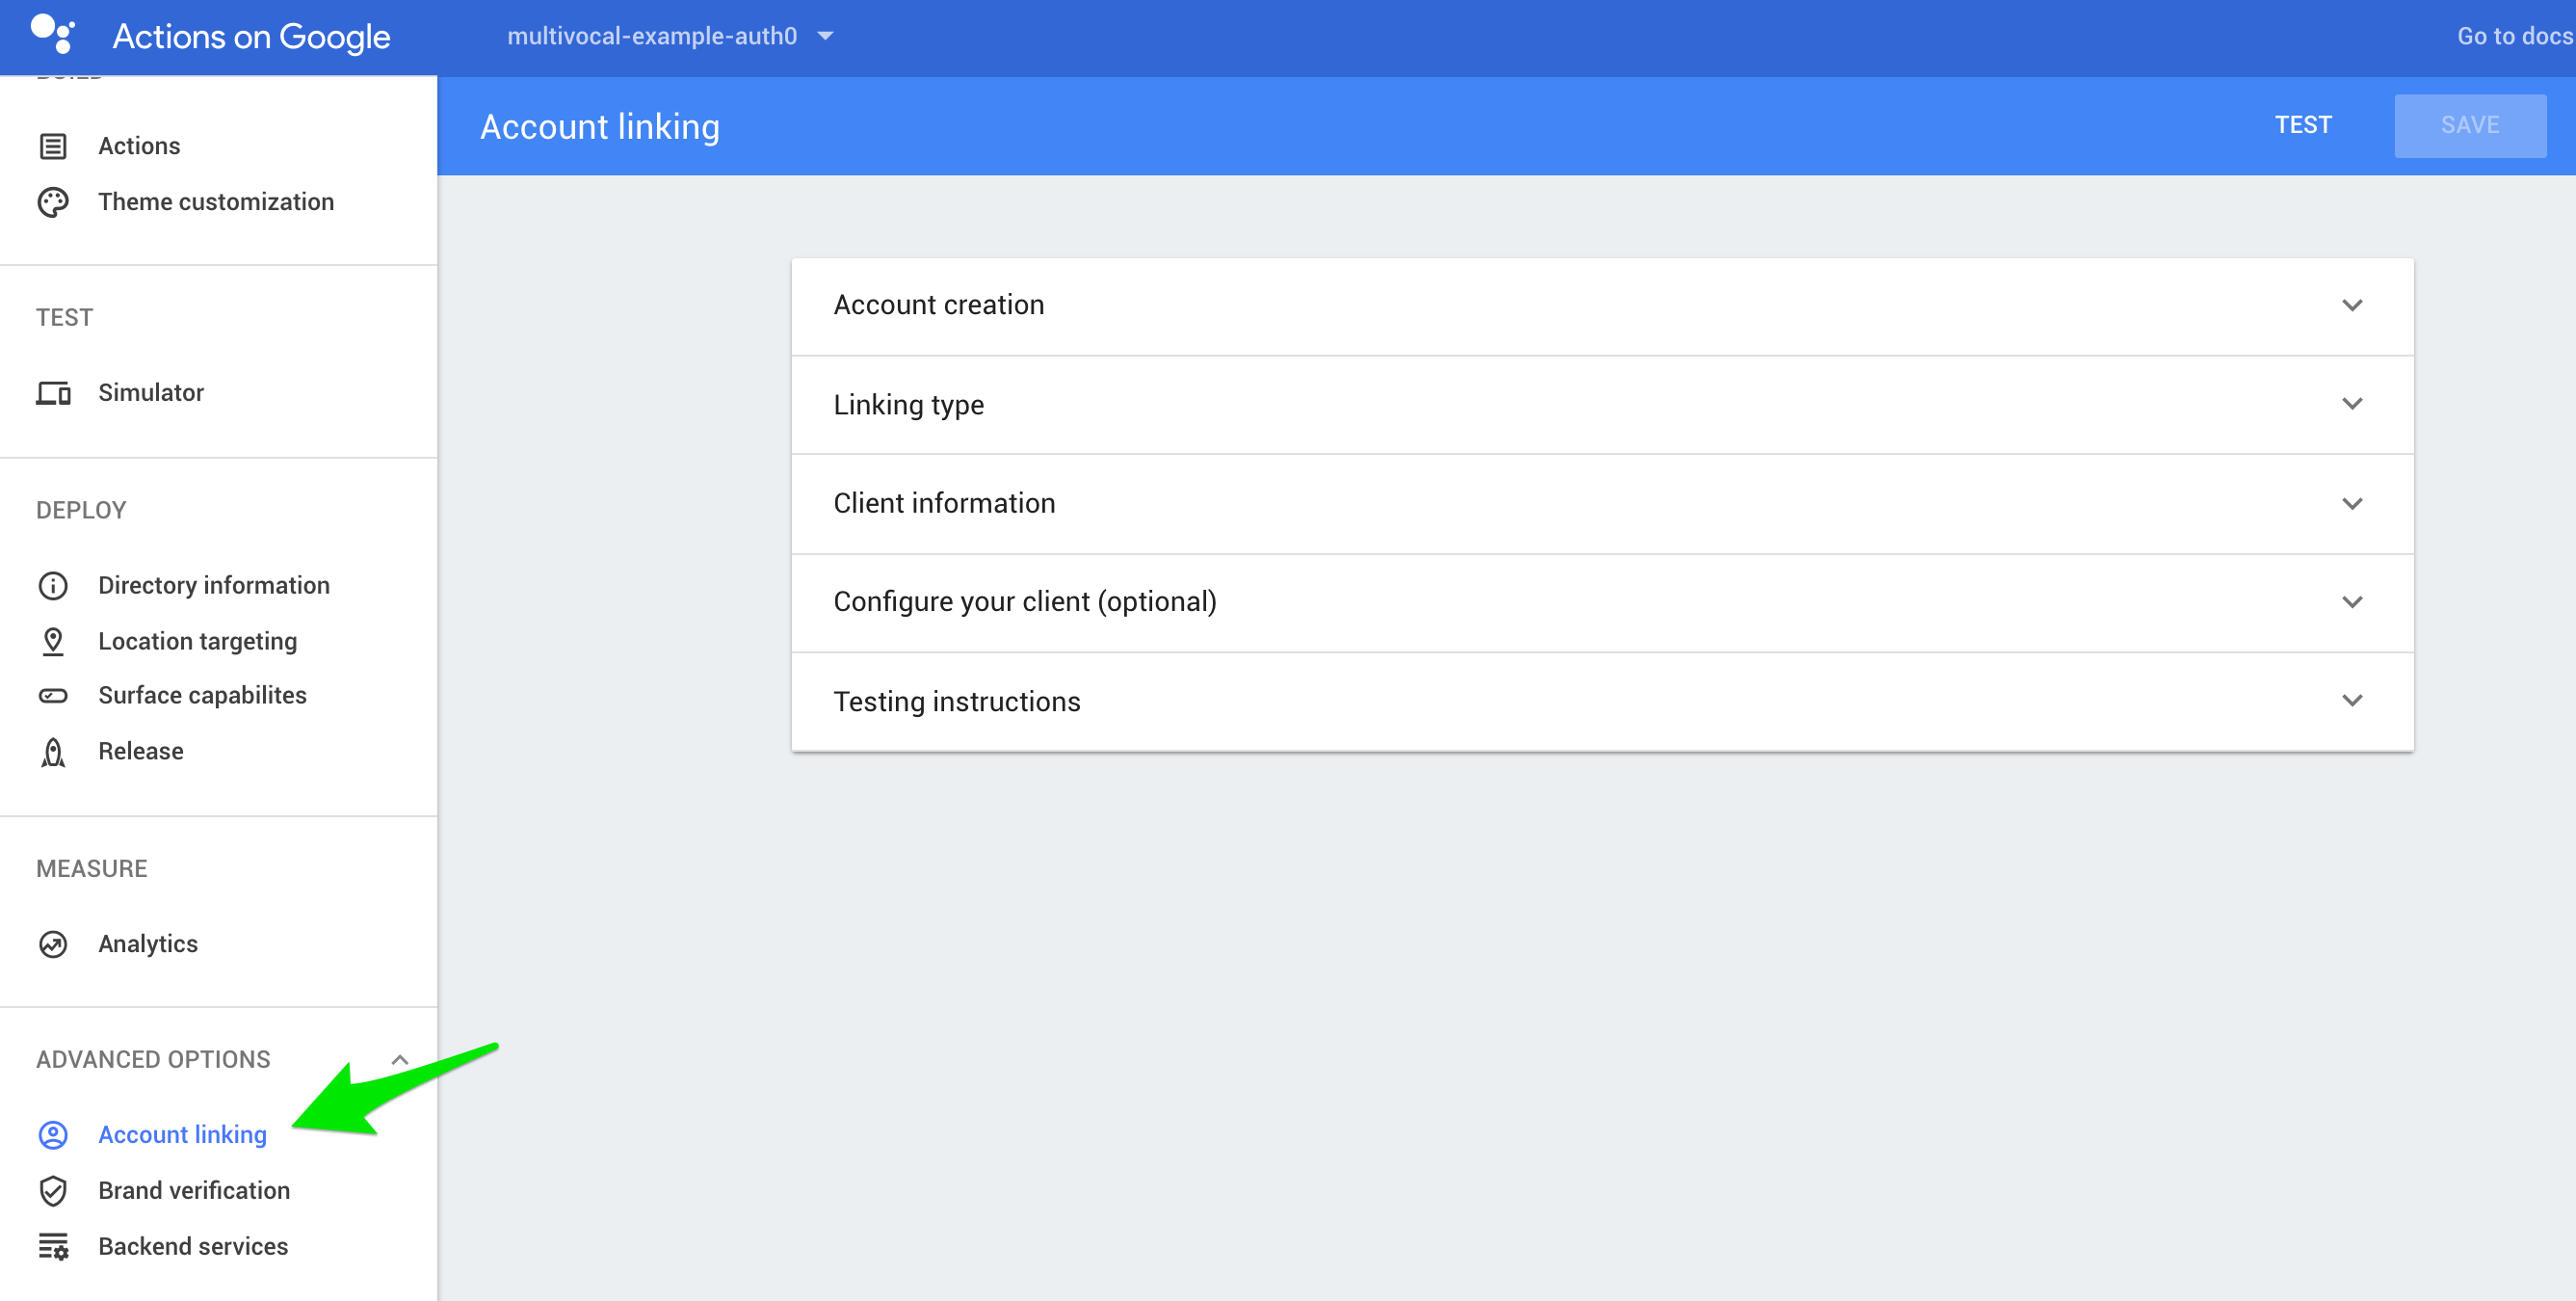 Actions on Google
multivocal-example-auth0
Go to docs
BUILD
Actions
Theme customization
TEST
Simulator
DEPLOY
Directory information
Location targeting
Surface capabilites
Release
MEASURE
Analytics
ADVANCED OPTIONS
Account linking
Brand verification
Backend services
Account linking
TEST
SAVE
Account creation
Linking type
Client information
Configure your client (optional)
Testing instructions